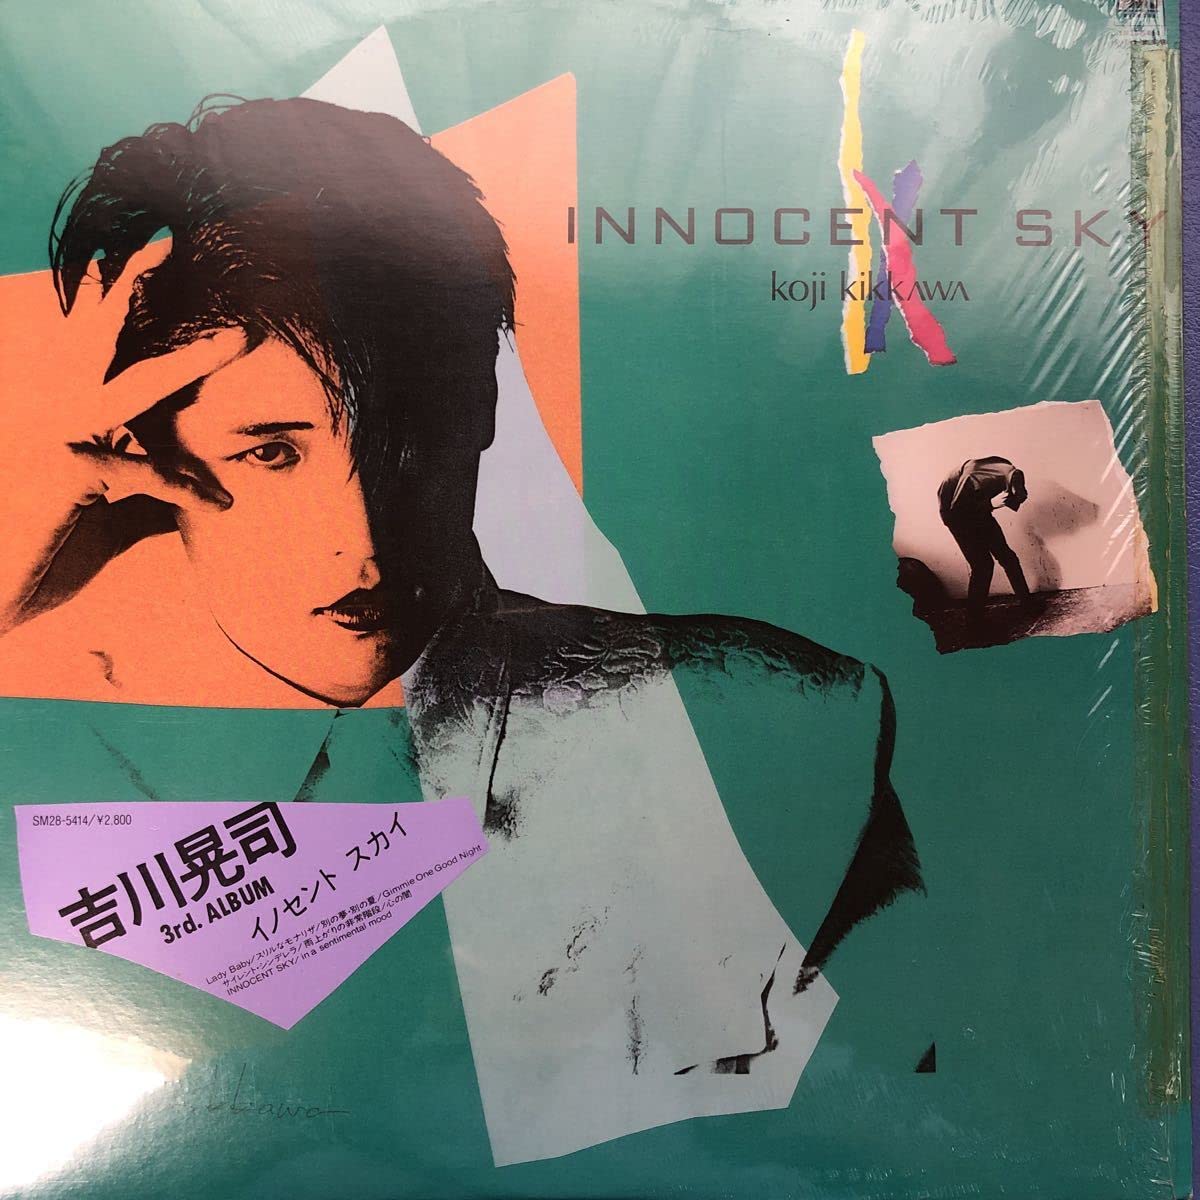 INNOCENT SKY
koji kikkAWA
SM28-5414/¥2,800
吉川晃司
3rd. ALBUM
イノセント スカイ
Lady Baby/スリルなモナリザ/別の夢・別の夏/Gimmie One Good Night
サイレント・シンデレラ/雨上がりの非常階段/心の闇
INNOCENT SKY/in a sentimental mood